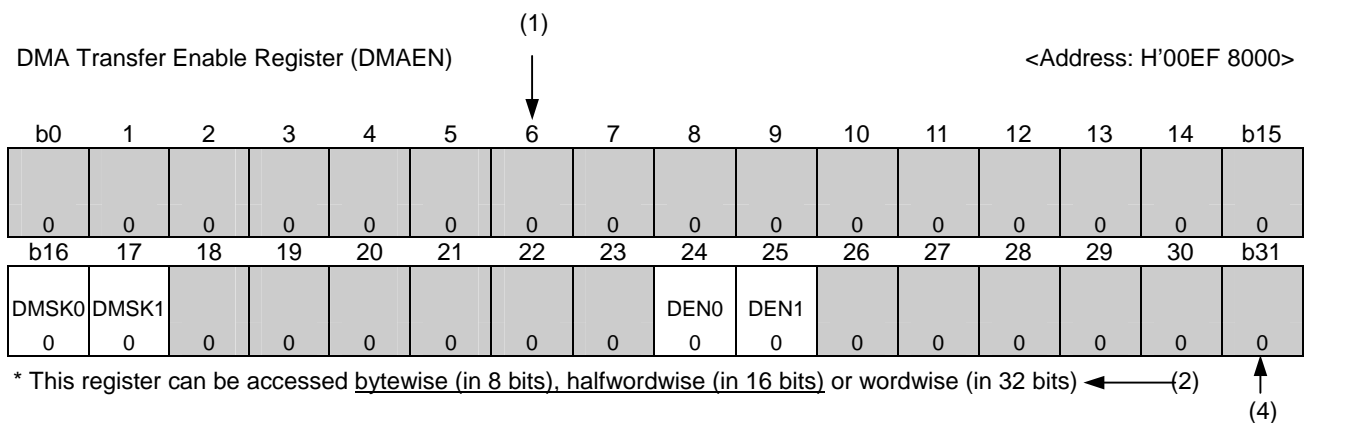 (1)
DMA Transfer Enable Register (DMAEN) <Address: H'00EF 8000>
b0 1 2 3 4 5 6 7 8 9 10 11 12 13 14 b15
0 0 0 0 0 0 0 0 0 0 0 0 0 0 0 0
b16 17 18 19 20 21 22 23 24 25 26 27 28 29 30 b31
DMSK0 DMSK1 DEN0 DEN1
0 0 0 0 0 0 0 0 0 0 0 0 0 0 0 0
* This register can be accessed bytewise (in 8 bits), halfwordwise (in 16 bits) or wordwise (in 32 bits) (2)
(4)